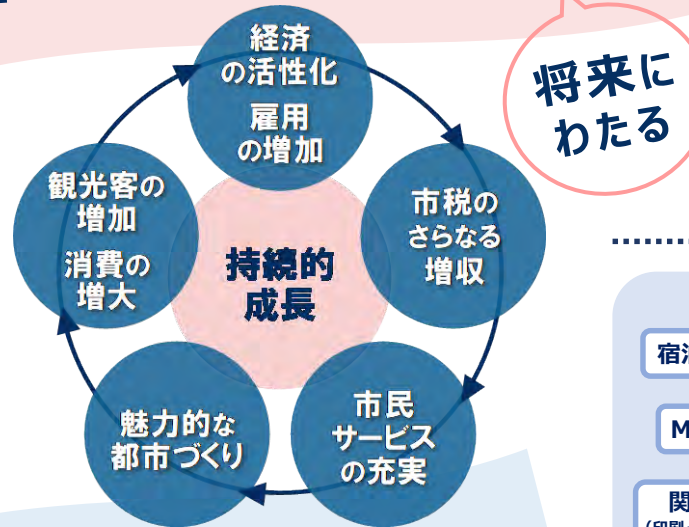 経済
の活性化
雇用
の増加
将来に
わたる
観光客の
増加
消費の
増大
市税の
さらなる
増収
持続的
成長
魅力的な
都市づくり
市民
サービス
の充実